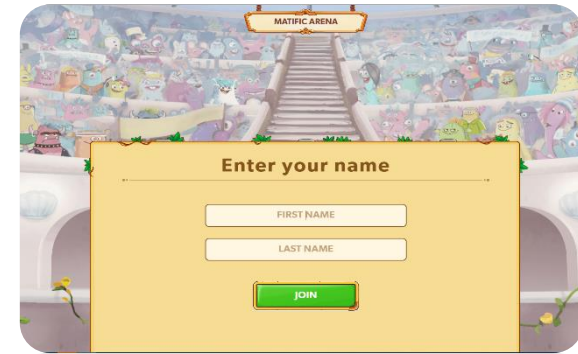 MATIFIC ARENA
Enter your name
FIRST NAME
LAST NAME
JOIN